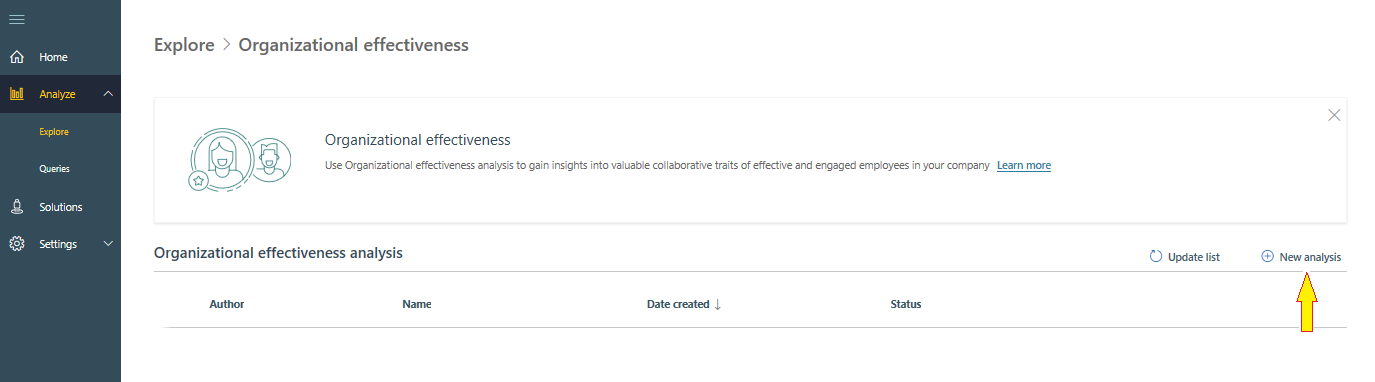 Home
Analyze
Explore
Queries
Solutions
Settings
Explore > Organizational effectiveness
Organizational effectiveness
Use Organizational effectiveness analysis to gain insights into valuable collaborative traits of effective and engaged employees in your company Learn more
Organizational effectiveness analysis
Update list New analysis
Author Name Date created ↓ Status